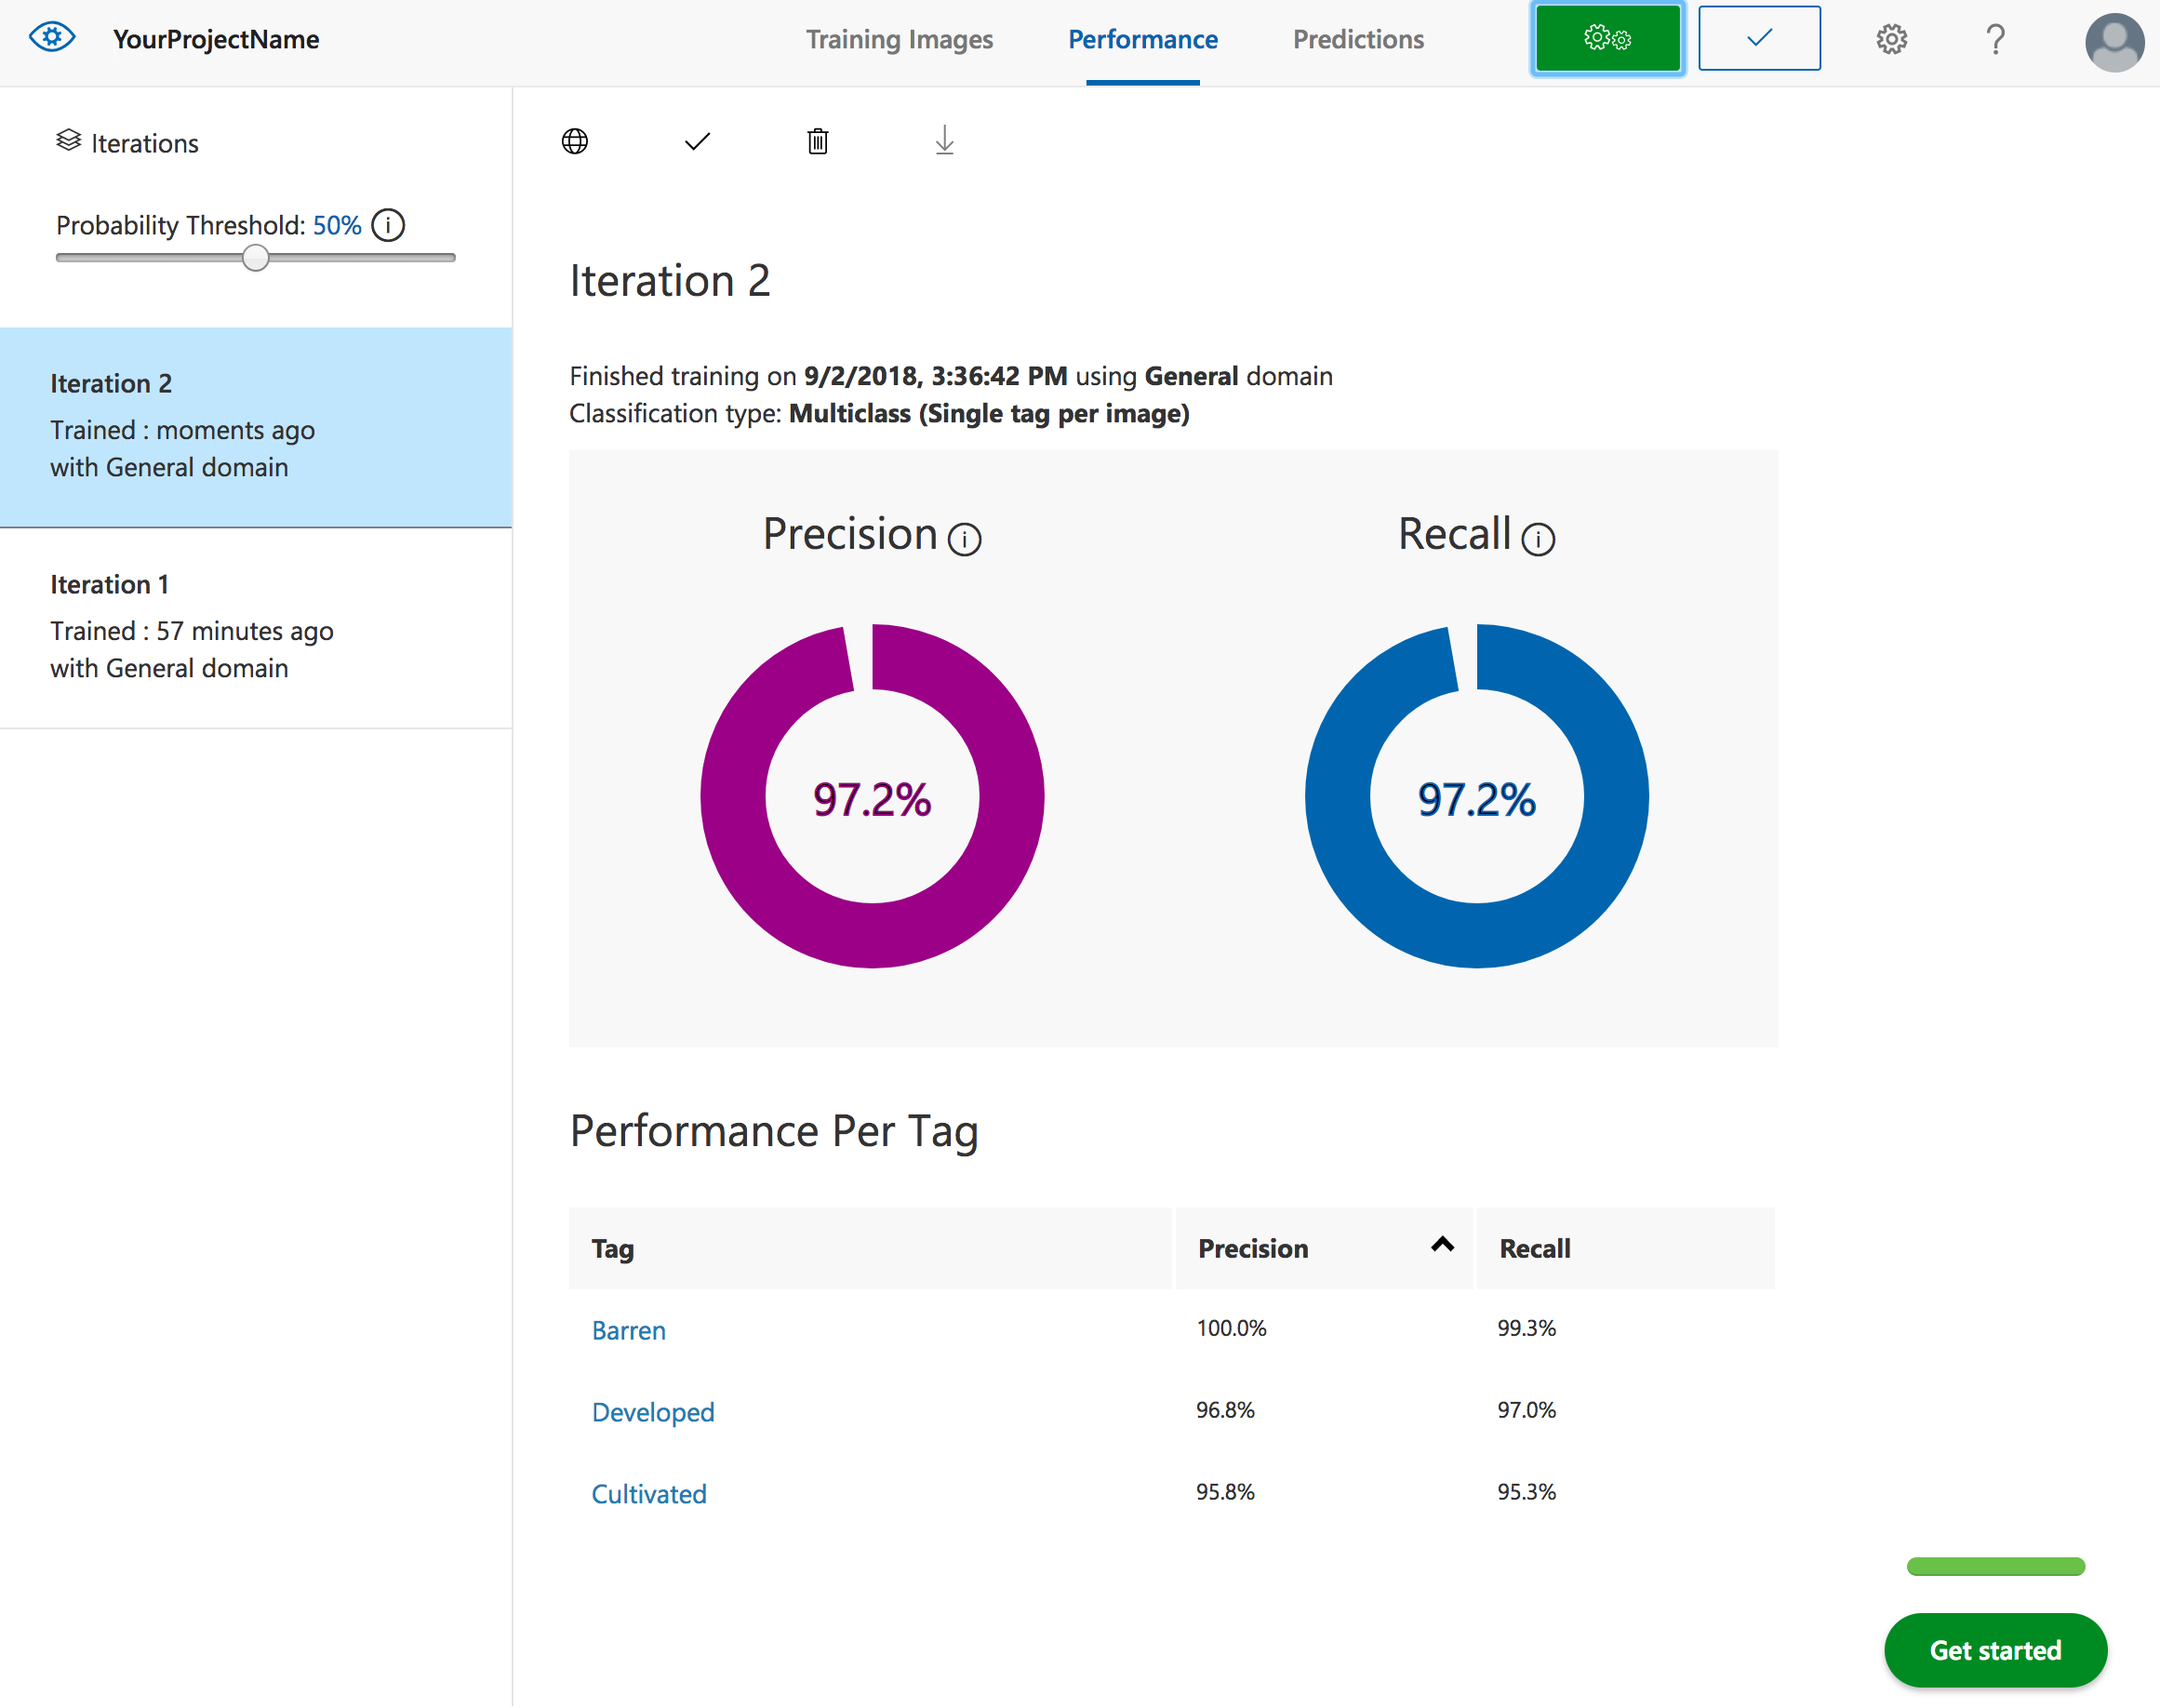 YourProjectName
Training Images
Performance
Predictions
?
Iterations
Probability Threshold: 50% i
Iteration 2
Trained : moments ago
with General domain
Iteration 1
Trained : 57 minutes ago
with General domain
Iteration 2
Finished training on 9/2/2018, 3:36:42 PM using General domain
Classification type: Multiclass (Single tag per image)
Precision i
Recall i
97.2%
97.2%
Performance Per Tag
Tag Precision Recall
Barren 100.0% 99.3%
Developed 96.8% 97.0%
Cultivated 95.8% 95.3%
Get started